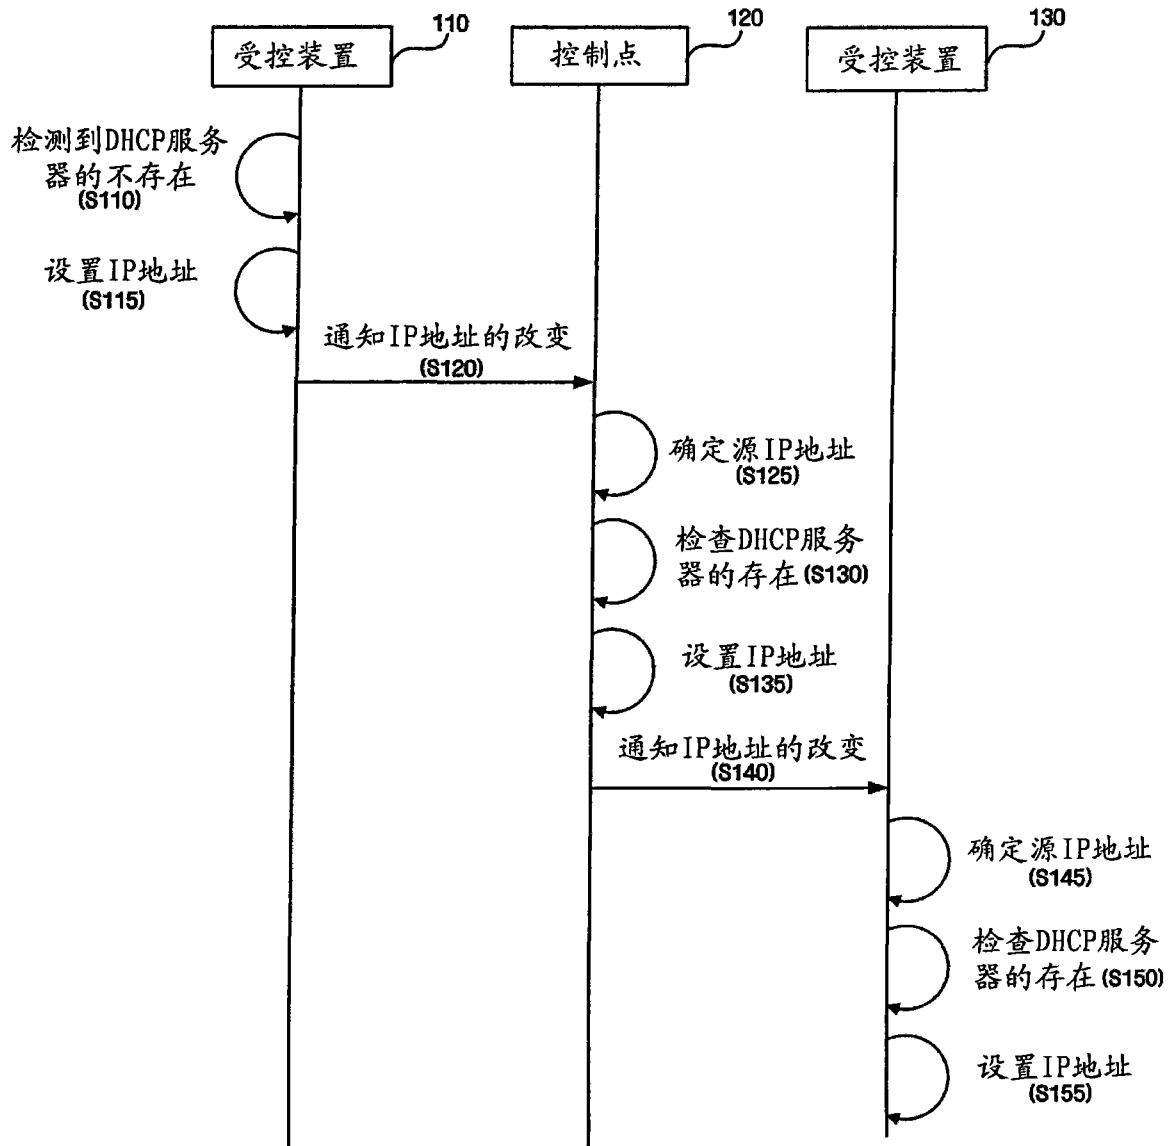 110
120
130
受控装置
控制点
受控装置
检测到DHCP服务
器的不存在
(S110)
设置IP地址
(S115)
通知IP地址的改变
(S120)
确定源IP地址
(S125)
检查DHCP服务
器的存在(S130)
设置IP地址
(S135)
通知IP地址的改变
(S140)
确定源IP地址
(S145)
检查DHCP服务
器的存在(S150)
设置IP地址
(S155)